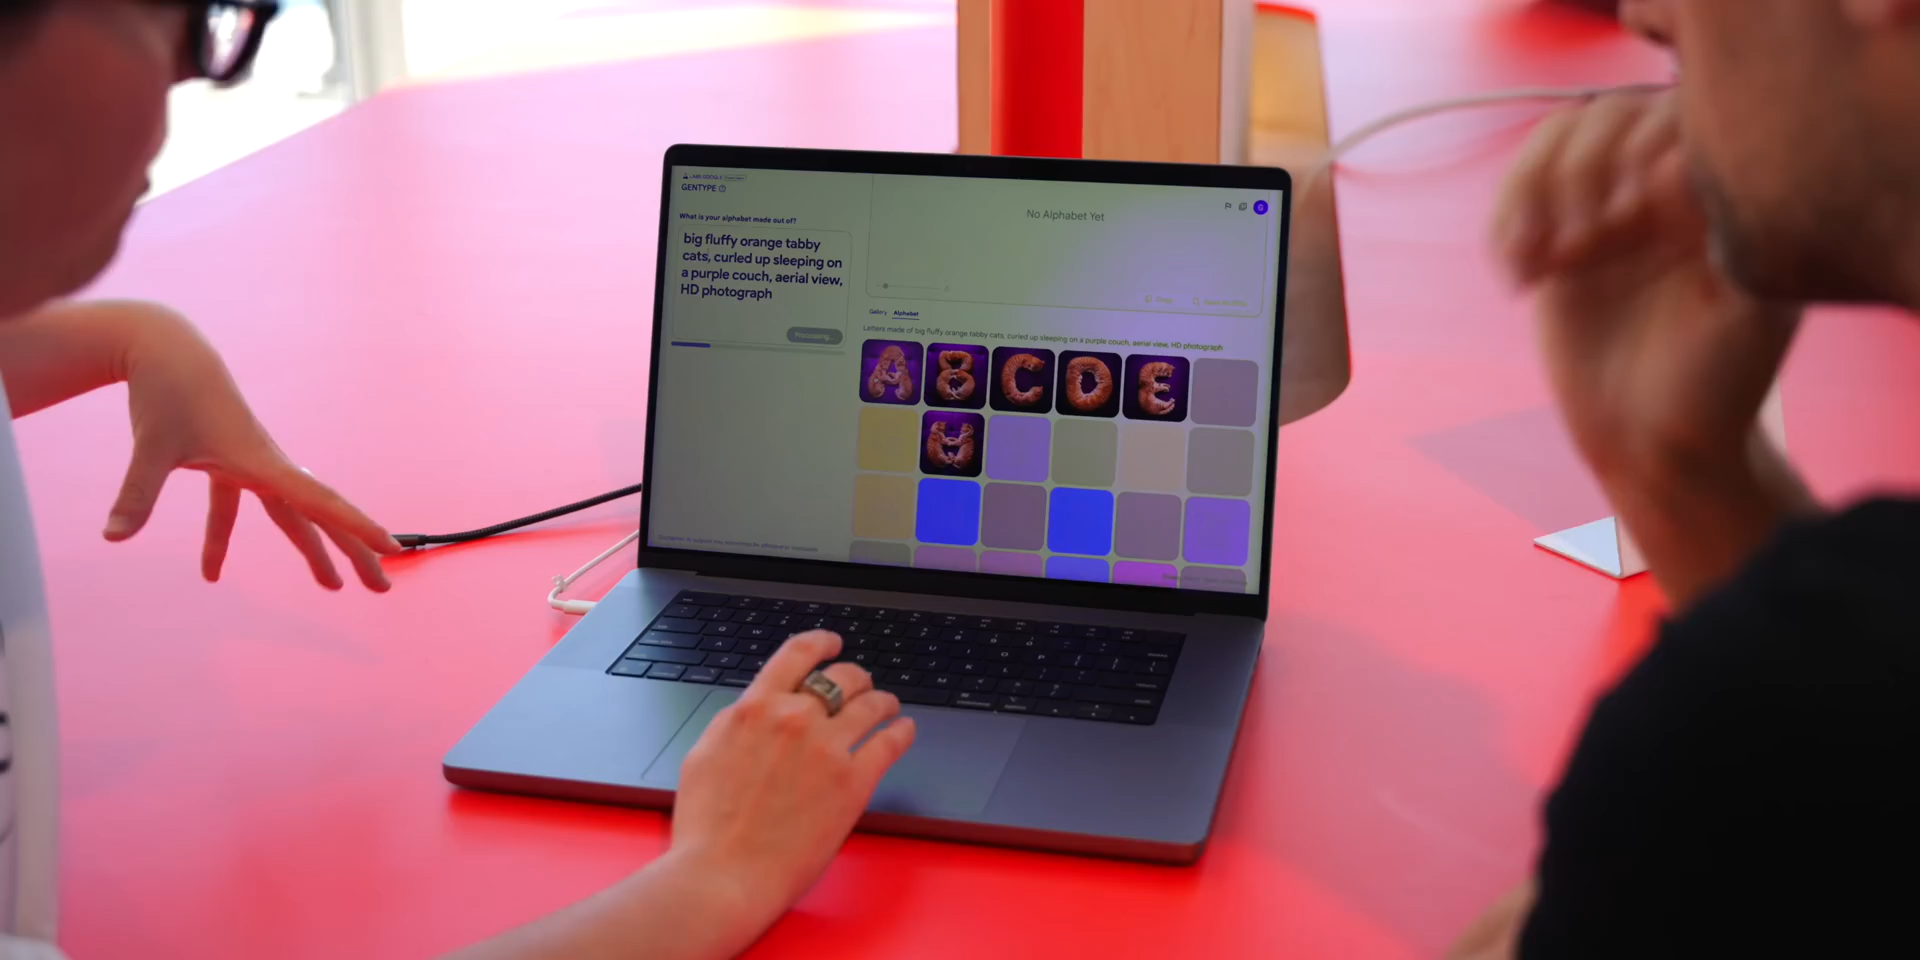 LABS.GOOGLE
GENTYPE
What is your alphabet made out of?
big fluffy orange tabby
cats, curled up sleeping on
a purple couch, aerial view,
HD photograph
No Alphabet Yet
G
Gallery Alphabet
Letters made of big fluffy orange tabby cats, curled up sleeping on a purple couch, aerial view, HD photograph
A B C D E
H